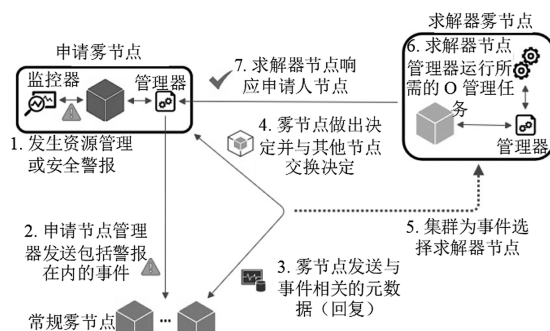 申请雾节点
监控器
管理器
1. 发生资源管理
或安全警报
7. 求解器节点响
应申请人节点
求解器雾节点
6. 求解器节点
管理器运行所
需的 O 管理任
务
管理器
4. 雾节点做出决
定并与其他节点
交换决定
5. 集群为事件选
择求解器节点
2. 申请节点管理
器发送包括警报
在内的事件
3. 雾节点发送与
事件相关的元数
据（回复）
常规雾节点
...